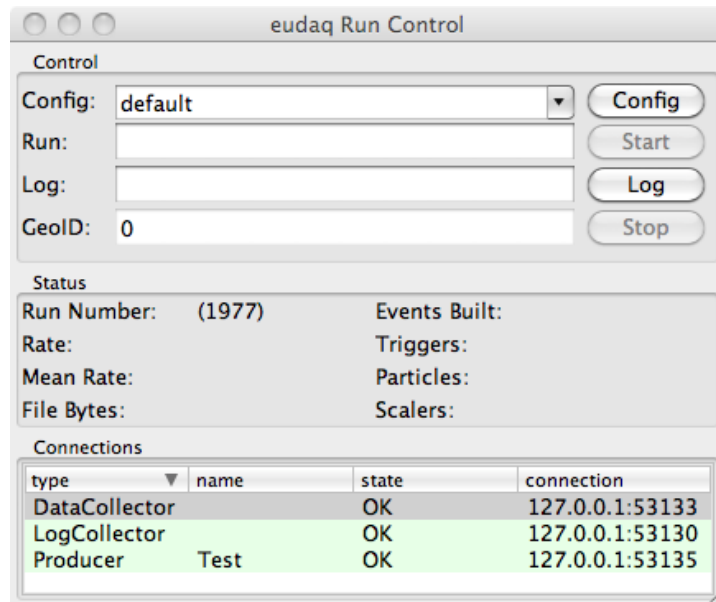 eudaq Run Control
Control
Config: default Config
Run: Start
Log: Log
GeoID: 0 Stop
Status
Run Number: (1977) Events Built:
Rate: Triggers:
Mean Rate: Particles:
File Bytes: Scalers:
Connections
type name state connection
DataCollector OK 127.0.0.1:53133
LogCollector OK 127.0.0.1:53130
Producer Test OK 127.0.0.1:53135